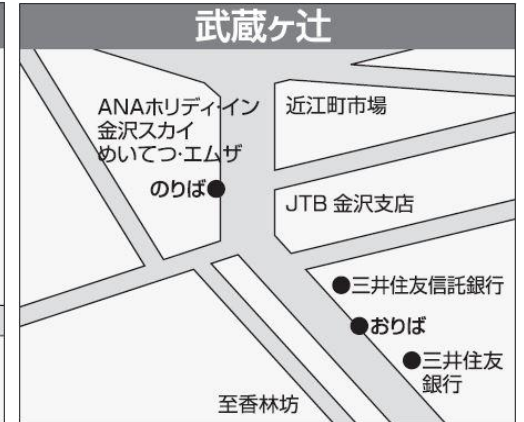 武蔵ヶ辻
ANAホリディ・イン
金沢スカイ
めいてつ・エムザ
のりば
近江町市場
JTB 金沢支店
三井住友信託銀行
おりば
三井住友
銀行
至香林坊